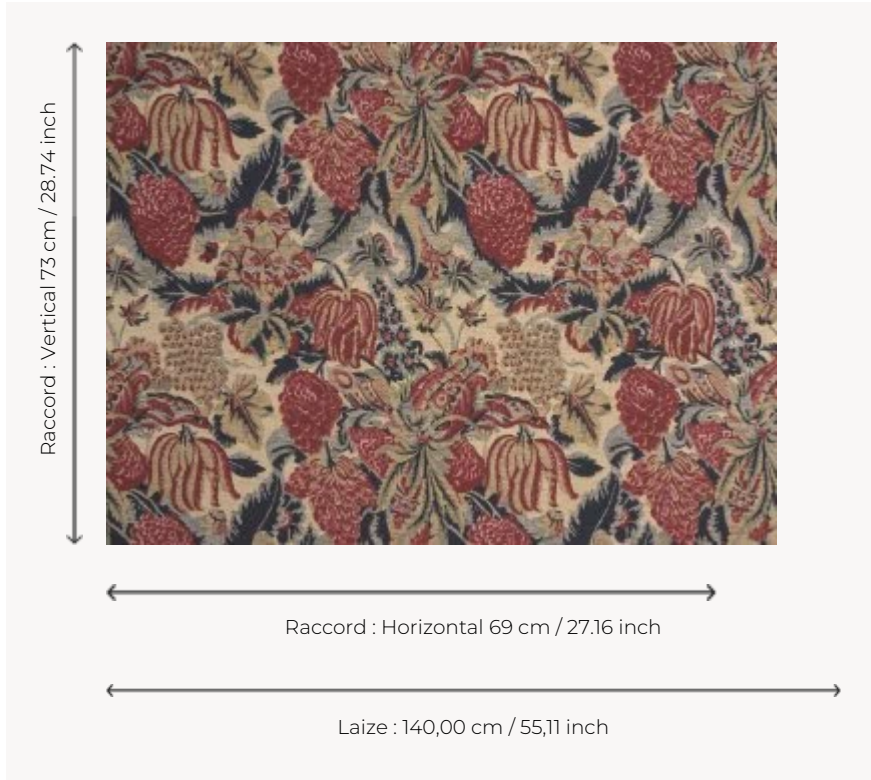 Raccord : Vertical 73 cm / 28.74 inch
Raccord : Horizontal 69 cm / 27.16 inch
Laize : 140,00 cm / 55,11 inch